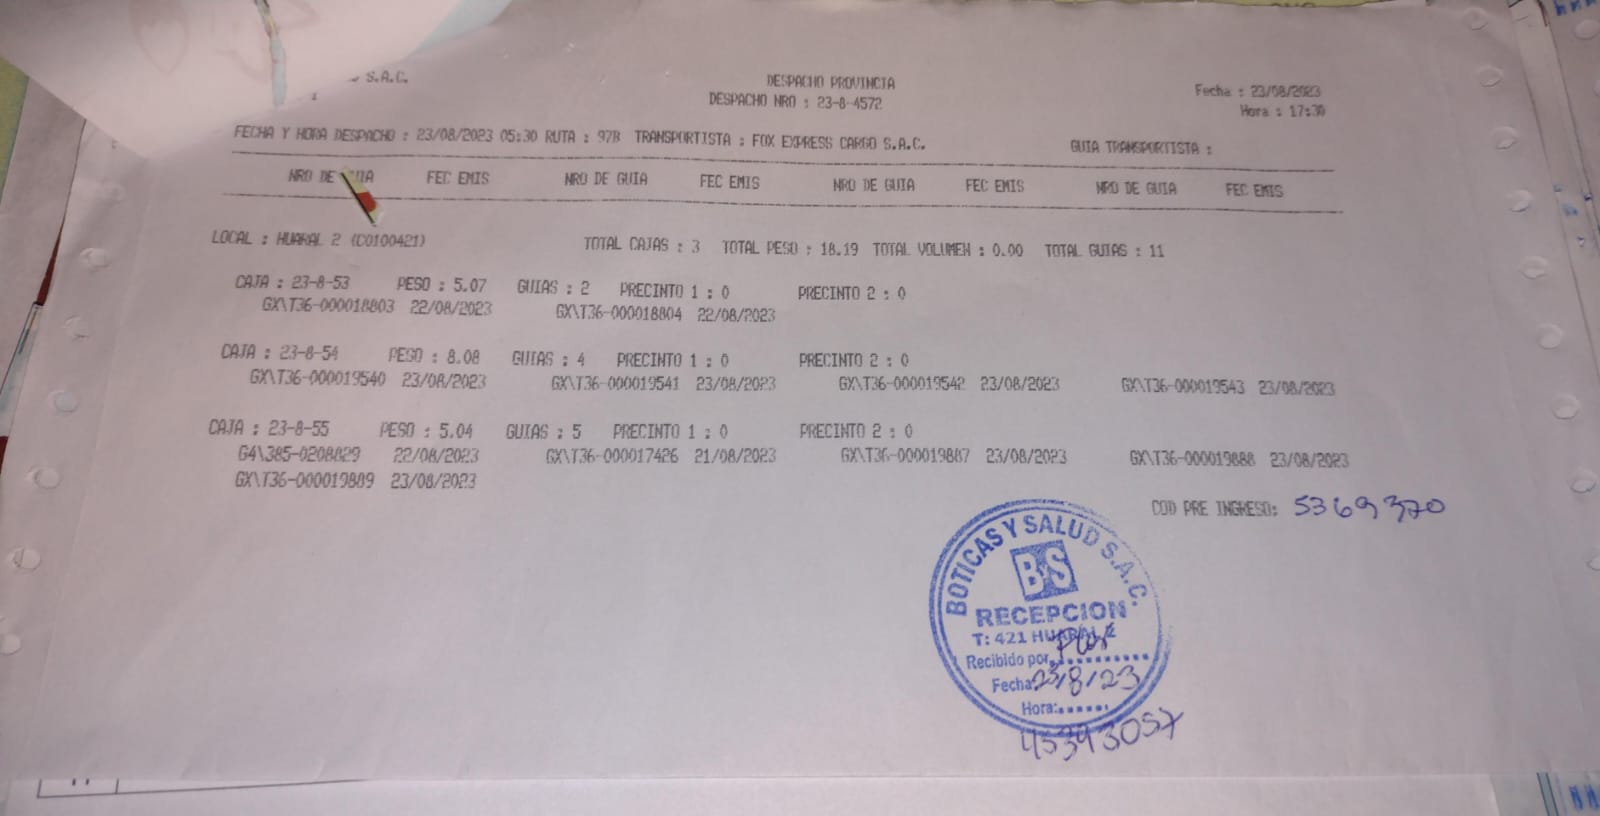 S.A.C.
DESPACHO PROVINCIA
Fecha : 23/08/2023
1
DESPACHO NRO : 23-8-4572
Hora : 17:30
FECHA Y HORA DESPACHO : 23/08/2023 05:30 RUTA : 97B TRANSPORTISTA : FOX EXPRESS CARGO S.A.C. GUIA TRANSPORTISTA :
NRO DE GUIA FEC EMIS NRO DE GUIA FEC EMIS NRO DE GUIA FEC EMIS NRO DE GUIA FEC EMIS
LOCAL : HUARAL 2 (C0100421) TOTAL CAJAS : 3 TOTAL PESO : 18.19 TOTAL VOLUMEN : 0.00 TOTAL GUIAS : 11
CAJA : 23-8-53 PESO : 5.07 GUIAS : 2 PRECINTO 1 : 0 PRECINTO 2 : 0
GX\T36-000018803 22/08/2023 GX\T36-000018804 22/08/2023
CAJA : 23-8-54 PESO : 8.08 GUIAS : 4 PRECINTO 1 : 0 PRECINTO 2 : 0
GX\T36-000019540 23/08/2023 GX\T36-000019541 23/08/2023 GX\T36-000019542 23/08/2023 GX\T36-000019543 23/08/2023
CAJA : 23-8-55 PESO : 5.04 GUIAS : 5 PRECINTO 1 : 0 PRECINTO 2 : 0
G4\385-0208829 22/08/2023 GX\T36-000017426 21/08/2023 GX\T36-000019887 23/08/2023 GX\T36-000019888 23/08/2023
GX\T36-000019889 23/08/2023
COD PRE INGRESO: 5369370
BOTICAS Y SALUD S.A.C.
BS
RECEPCION
T: 421 HUARAL 2
Recibido por
Fecha: 23/8/23
Hora:......
45393057